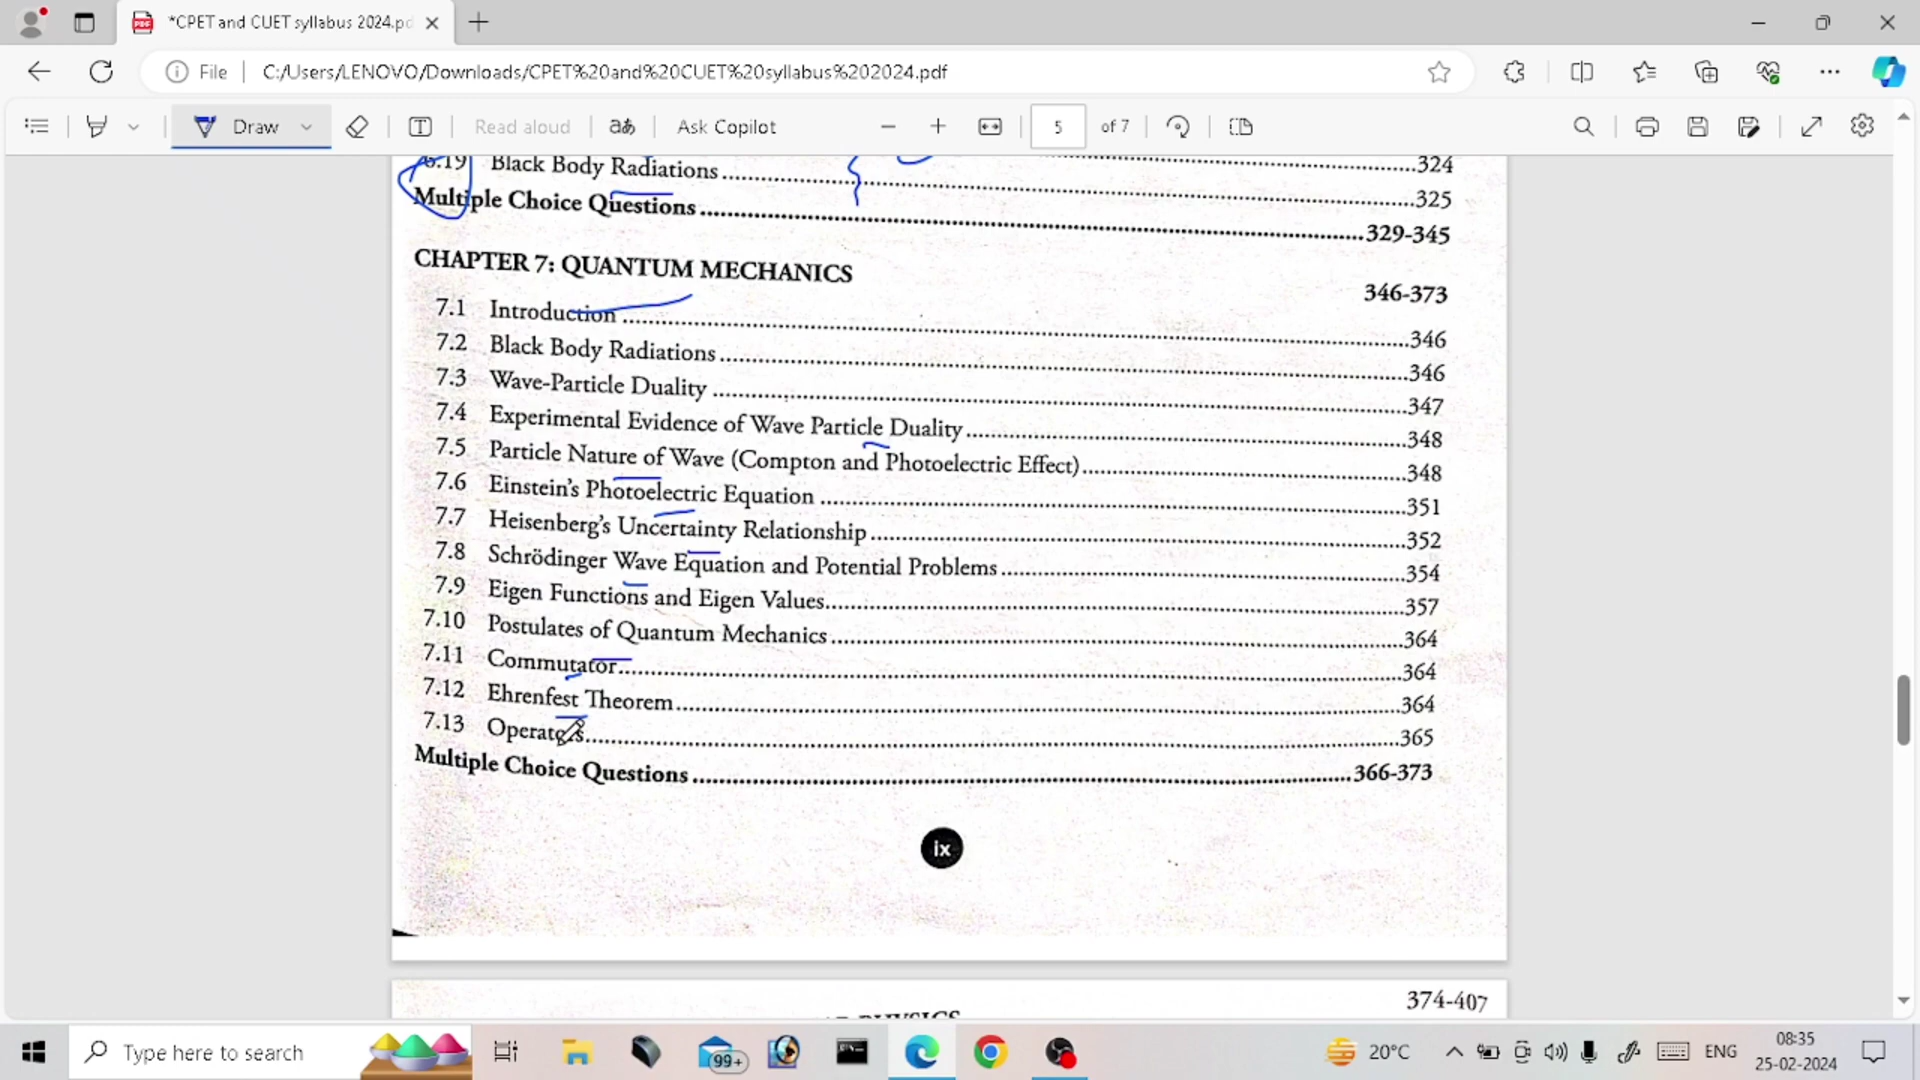 *CPET and CUET syllabus 2024.pd
File
C:/Users/LENOVO/Downloads/CPET%20and%20CUET%20syllabus%202024.pdf
Draw
Read aloud
aあ
Ask Copilot
5
of 7
6.19 Black Body Radiations 324
325
Multiple Choice Questions 329-345
CHAPTER 7: QUANTUM MECHANICS 346-373
7.1 Introduction 346
7.2 Black Body Radiations 346
7.3 Wave-Particle Duality 347
7.4 Experimental Evidence of Wave Particle Duality 348
7.5 Particle Nature of Wave (Compton and Photoelectric Effect) 348
7.6 Einstein's Photoelectric Equation 351
7.7 Heisenberg's Uncertainty Relationship 352
7.8 Schrödinger Wave Equation and Potential Problems 354
7.9 Eigen Functions and Eigen Values 357
7.10 Postulates of Quantum Mechanics 364
7.11 Commutator 364
7.12 Ehrenfest Theorem 364
7.13 Operators 365
Multiple Choice Questions 366-373
ix
374-407
PHYSICS
Type here to search
99+
20°C
ENG
08:35
25-02-2024